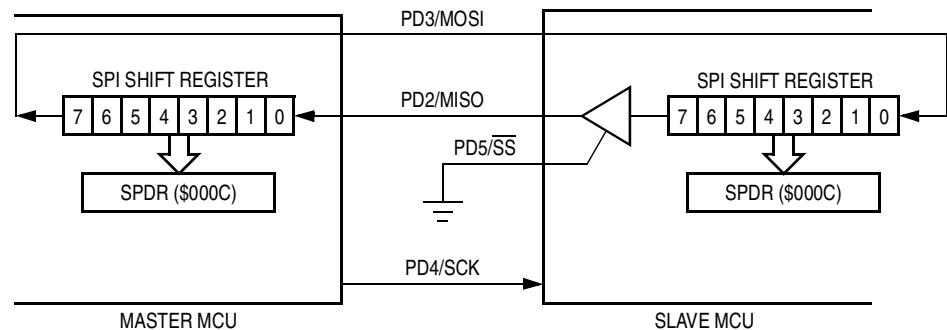 PD3/MOSI
SPI SHIFT REGISTER
7 6 5 4 3 2 1 0
SPDR ($000C)
PD2/MISO
PD5/S̅S̅
PD4/SCK
SPI SHIFT REGISTER
7 6 5 4 3 2 1 0
SPDR ($000C)
MASTER MCU
SLAVE MCU